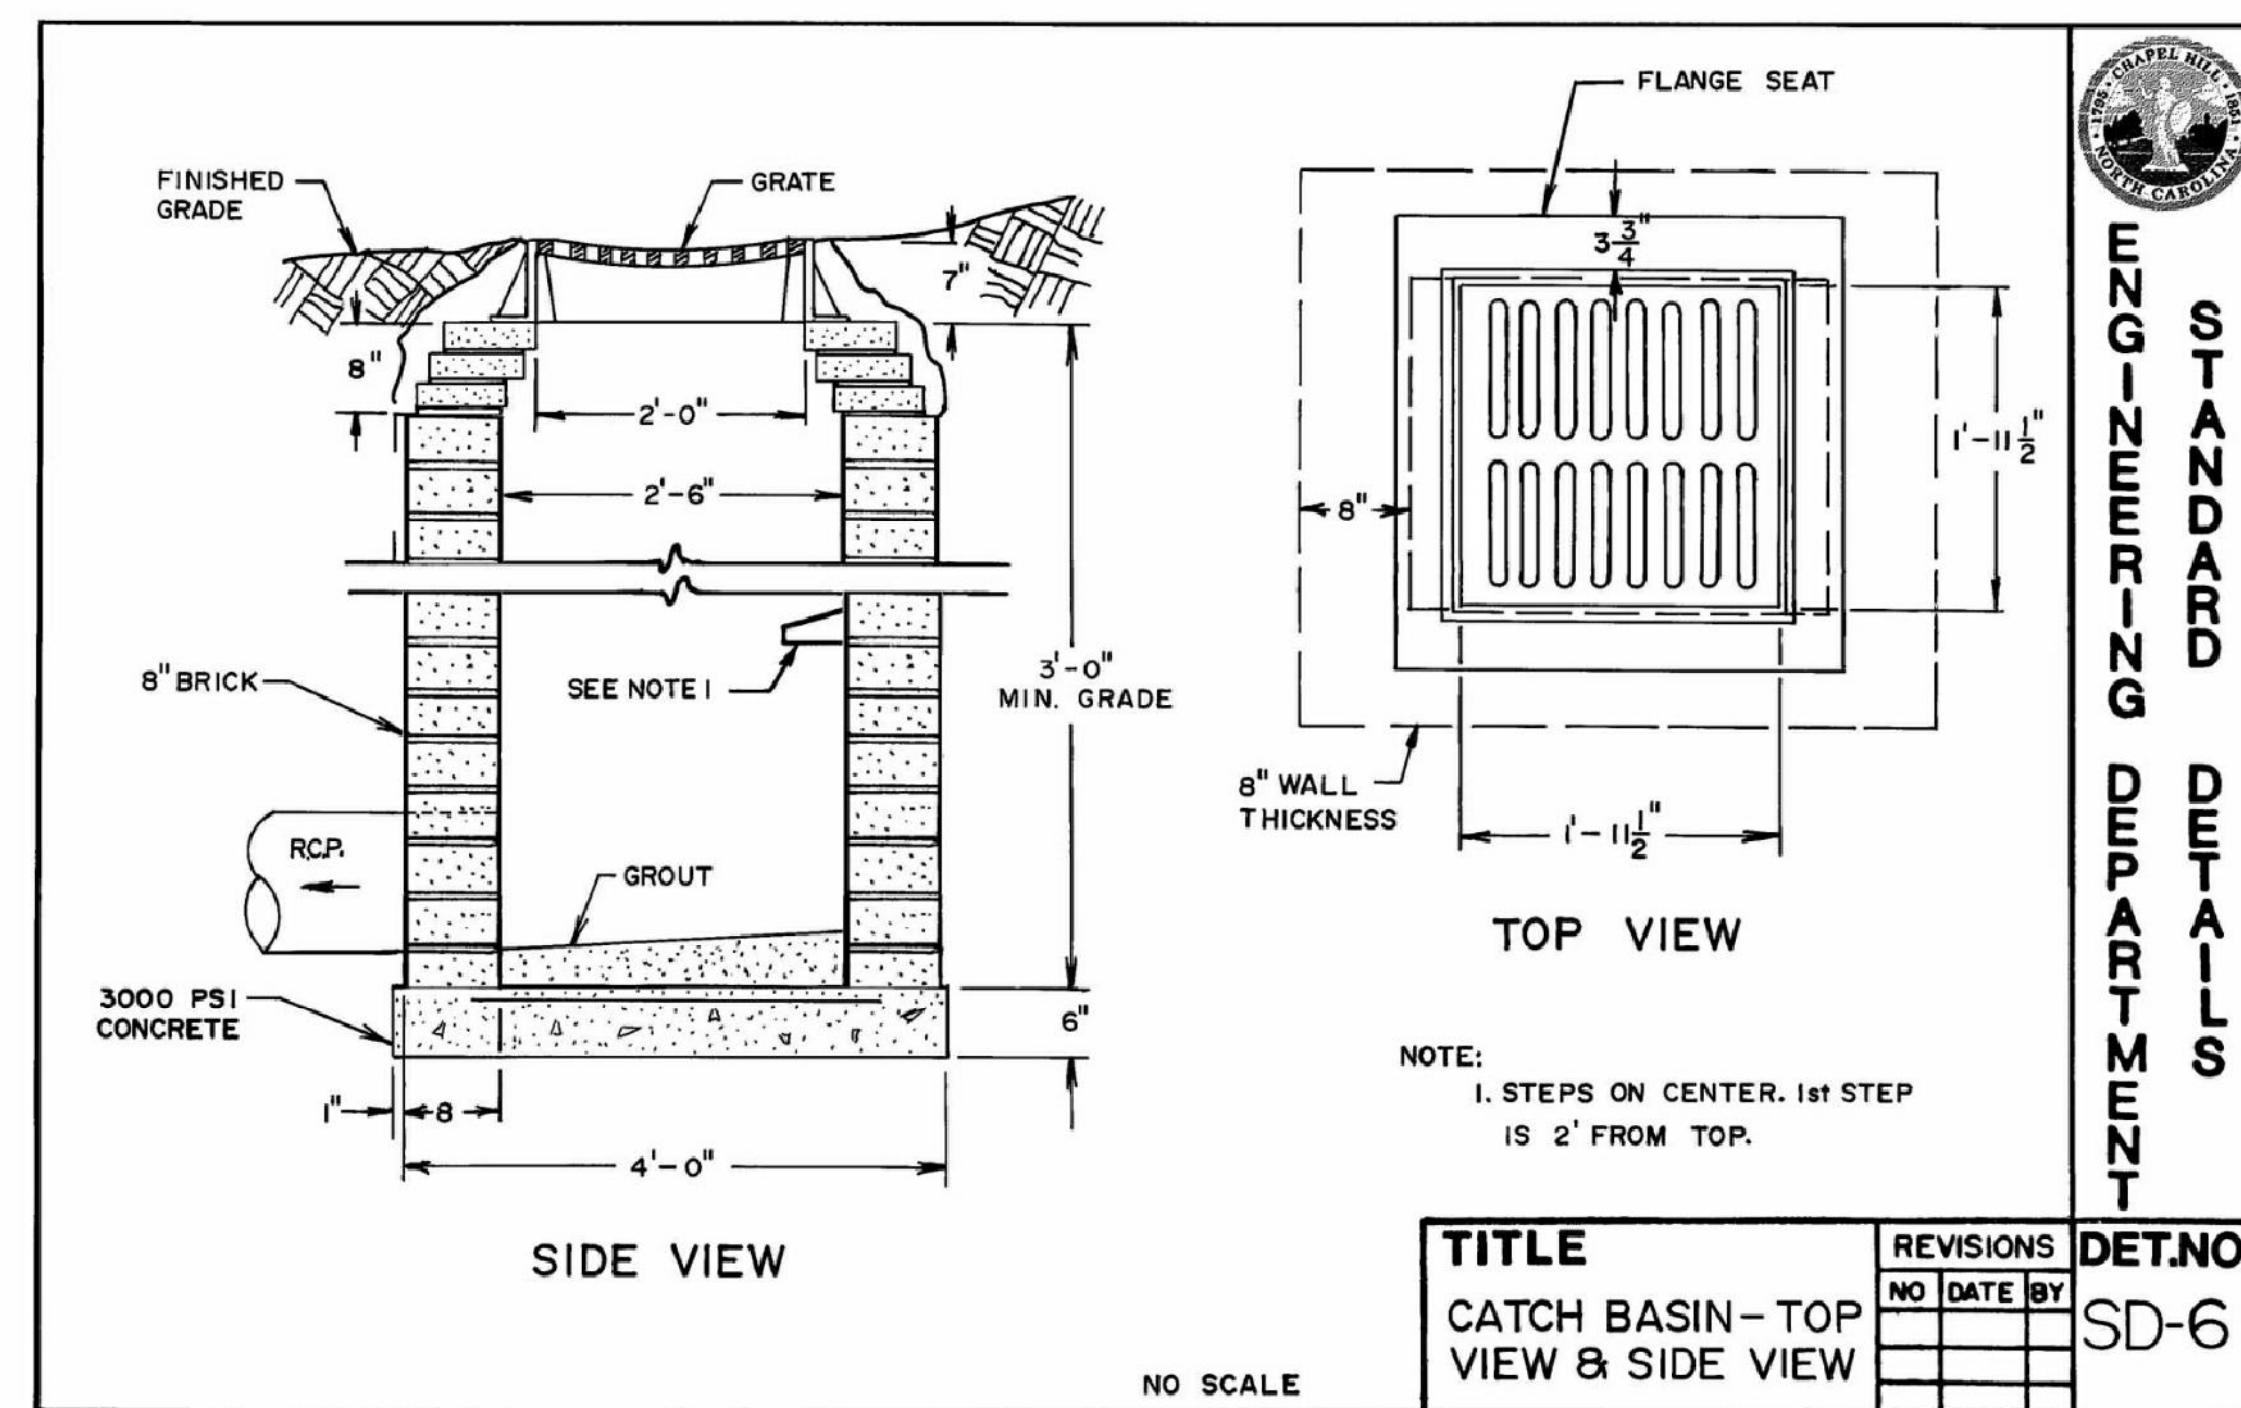 FINISHED
GRADE
GRATE
7"
8"
2'-0"
2'-6"
8" BRICK
SEE NOTE 1
3'-0"
MIN. GRADE
R.C.P.
GROUT
3000 PSI
CONCRETE
6"
1"
8
4'-0"
SIDE VIEW
FLANGE SEAT
3 3/4"
8"
1'-11 1/2"
8" WALL
THICKNESS
1'-11 1/2"
TOP VIEW
NOTE:
1. STEPS ON CENTER. 1st STEP
IS 2' FROM TOP.
NO SCALE
TITLE
CATCH BASIN-TOP
VIEW & SIDE VIEW
REVISIONS
NO DATE BY
CHAPEL HILL
1795
1851
NORTH CAROLINA
ENGINEERING DEPARTMENT
STANDARD DETAILS
DET.NO
SD-6